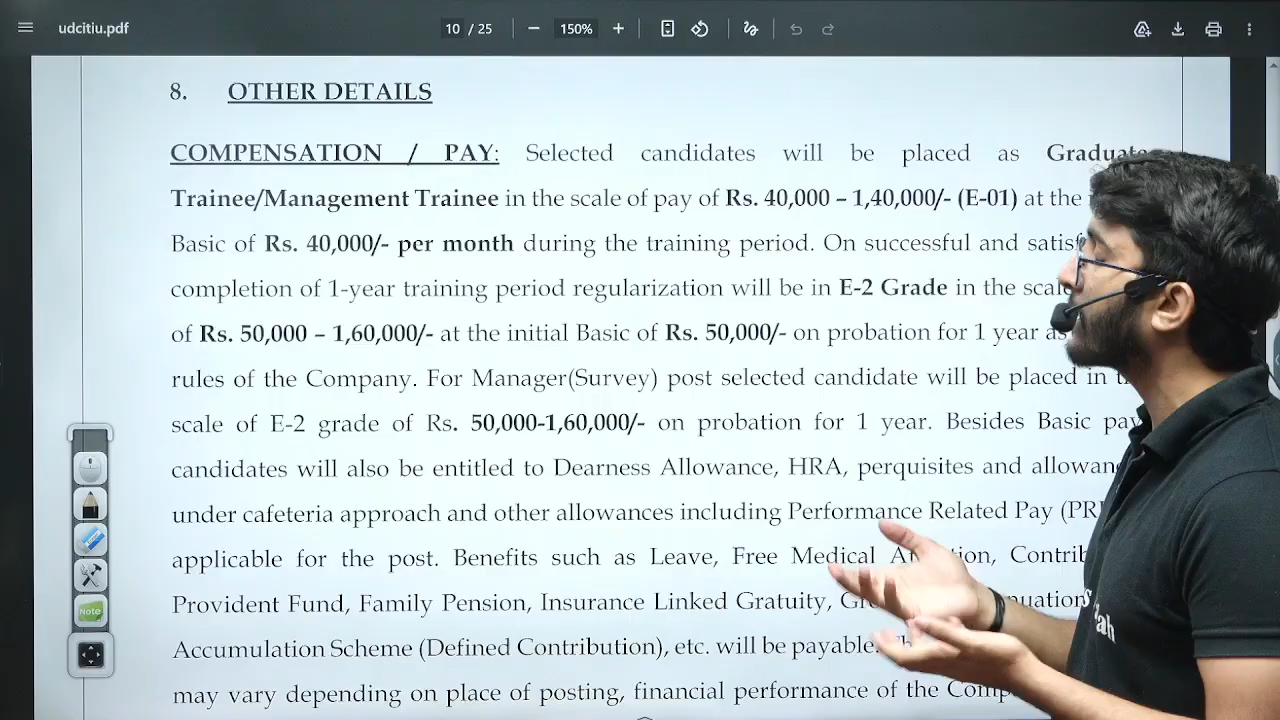 udcitiu.pdf
10 / 25
150%
8. OTHER DETAILS
COMPENSATION / PAY: Selected candidates will be placed as Graduate
Trainee/Management Trainee in the scale of pay of Rs. 40,000 – 1,40,000/- (E-01) at the
Basic of Rs. 40,000/- per month during the training period. On successful and
completion of 1-year training period regularization will be in E-2 Grade in the
of Rs. 50,000 – 1,60,000/- at the initial Basic of Rs. 50,000/- on probation for 1 year
rules of the Company. For Manager(Survey) post selected candidate will be placed in
scale of E-2 grade of Rs. 50,000-1,60,000/- on probation for 1 year. Besides Basic pay
candidates will also be entitled to Dearness Allowance, HRA, perquisites and
under cafeteria approach and other allowances including Performance Related Pay
applicable for the post. Benefits such as Leave, Free Medical
Provident Fund, Family Pension, Insurance Linked Gratuity,
Accumulation Scheme (Defined Contribution), etc. will be payable.
may vary depending on place of posting, financial performance of the
Note